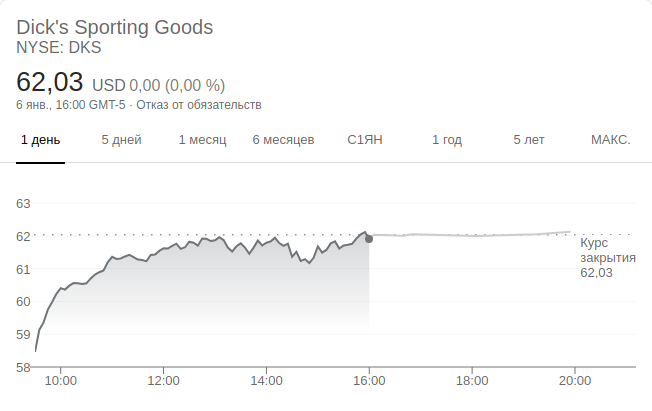 Dick's Sporting Goods
NYSE: DKS
62,03 USD 0,00 (0,00 %)
6 янв., 16:00 GMT-5 · Отказ от обязательств
1 день 5 дней 1 месяц 6 месяцев С1ЯН 1 год 5 лет МАКС.
63
62
61
60
59
58
Курс
закрытия
62,03
10:00 12:00 14:00 16:00 18:00 20:00